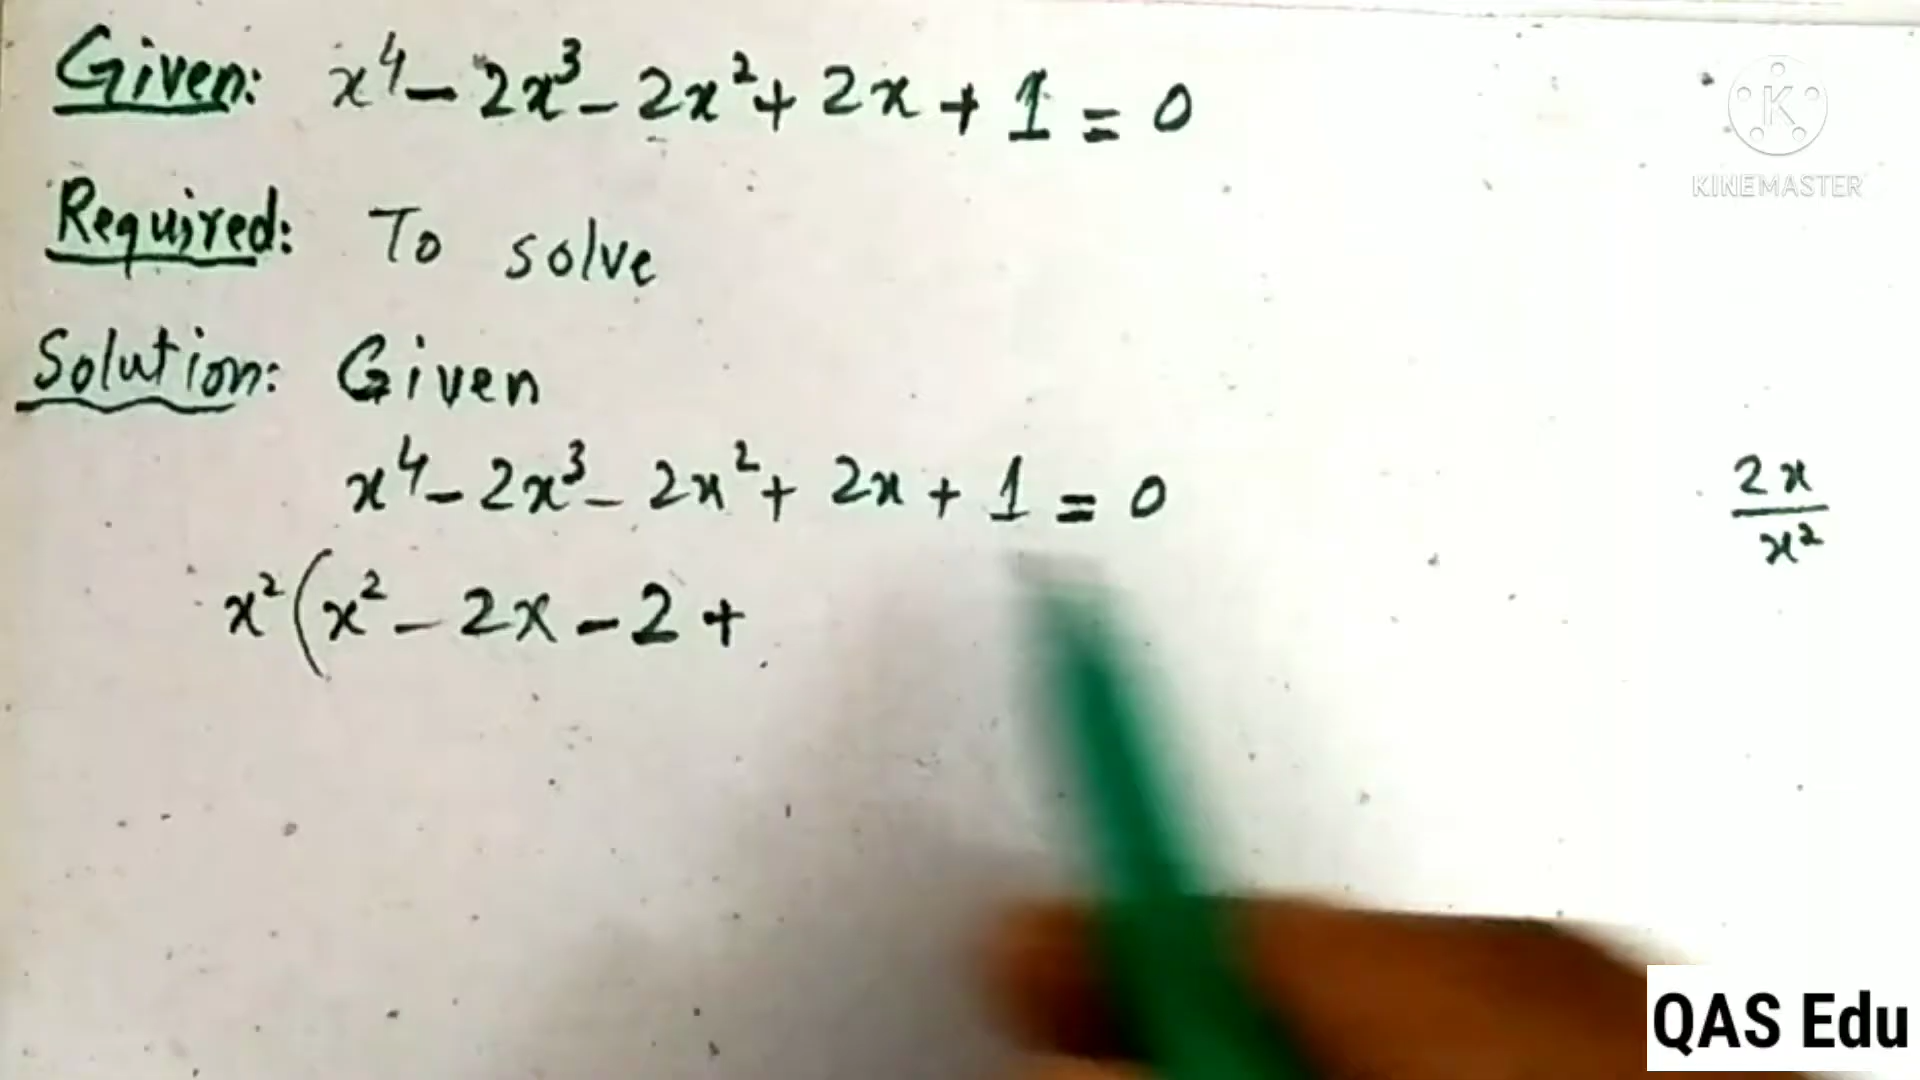 Given: x⁴ - 2x³ - 2x² + 2x + 1 = 0
KINEMASTER
Required: To solve
Solution: Given
x⁴ - 2x³ - 2x² + 2x + 1 = 0
2x/x²
x²(x² - 2x - 2 +
QAS Edu